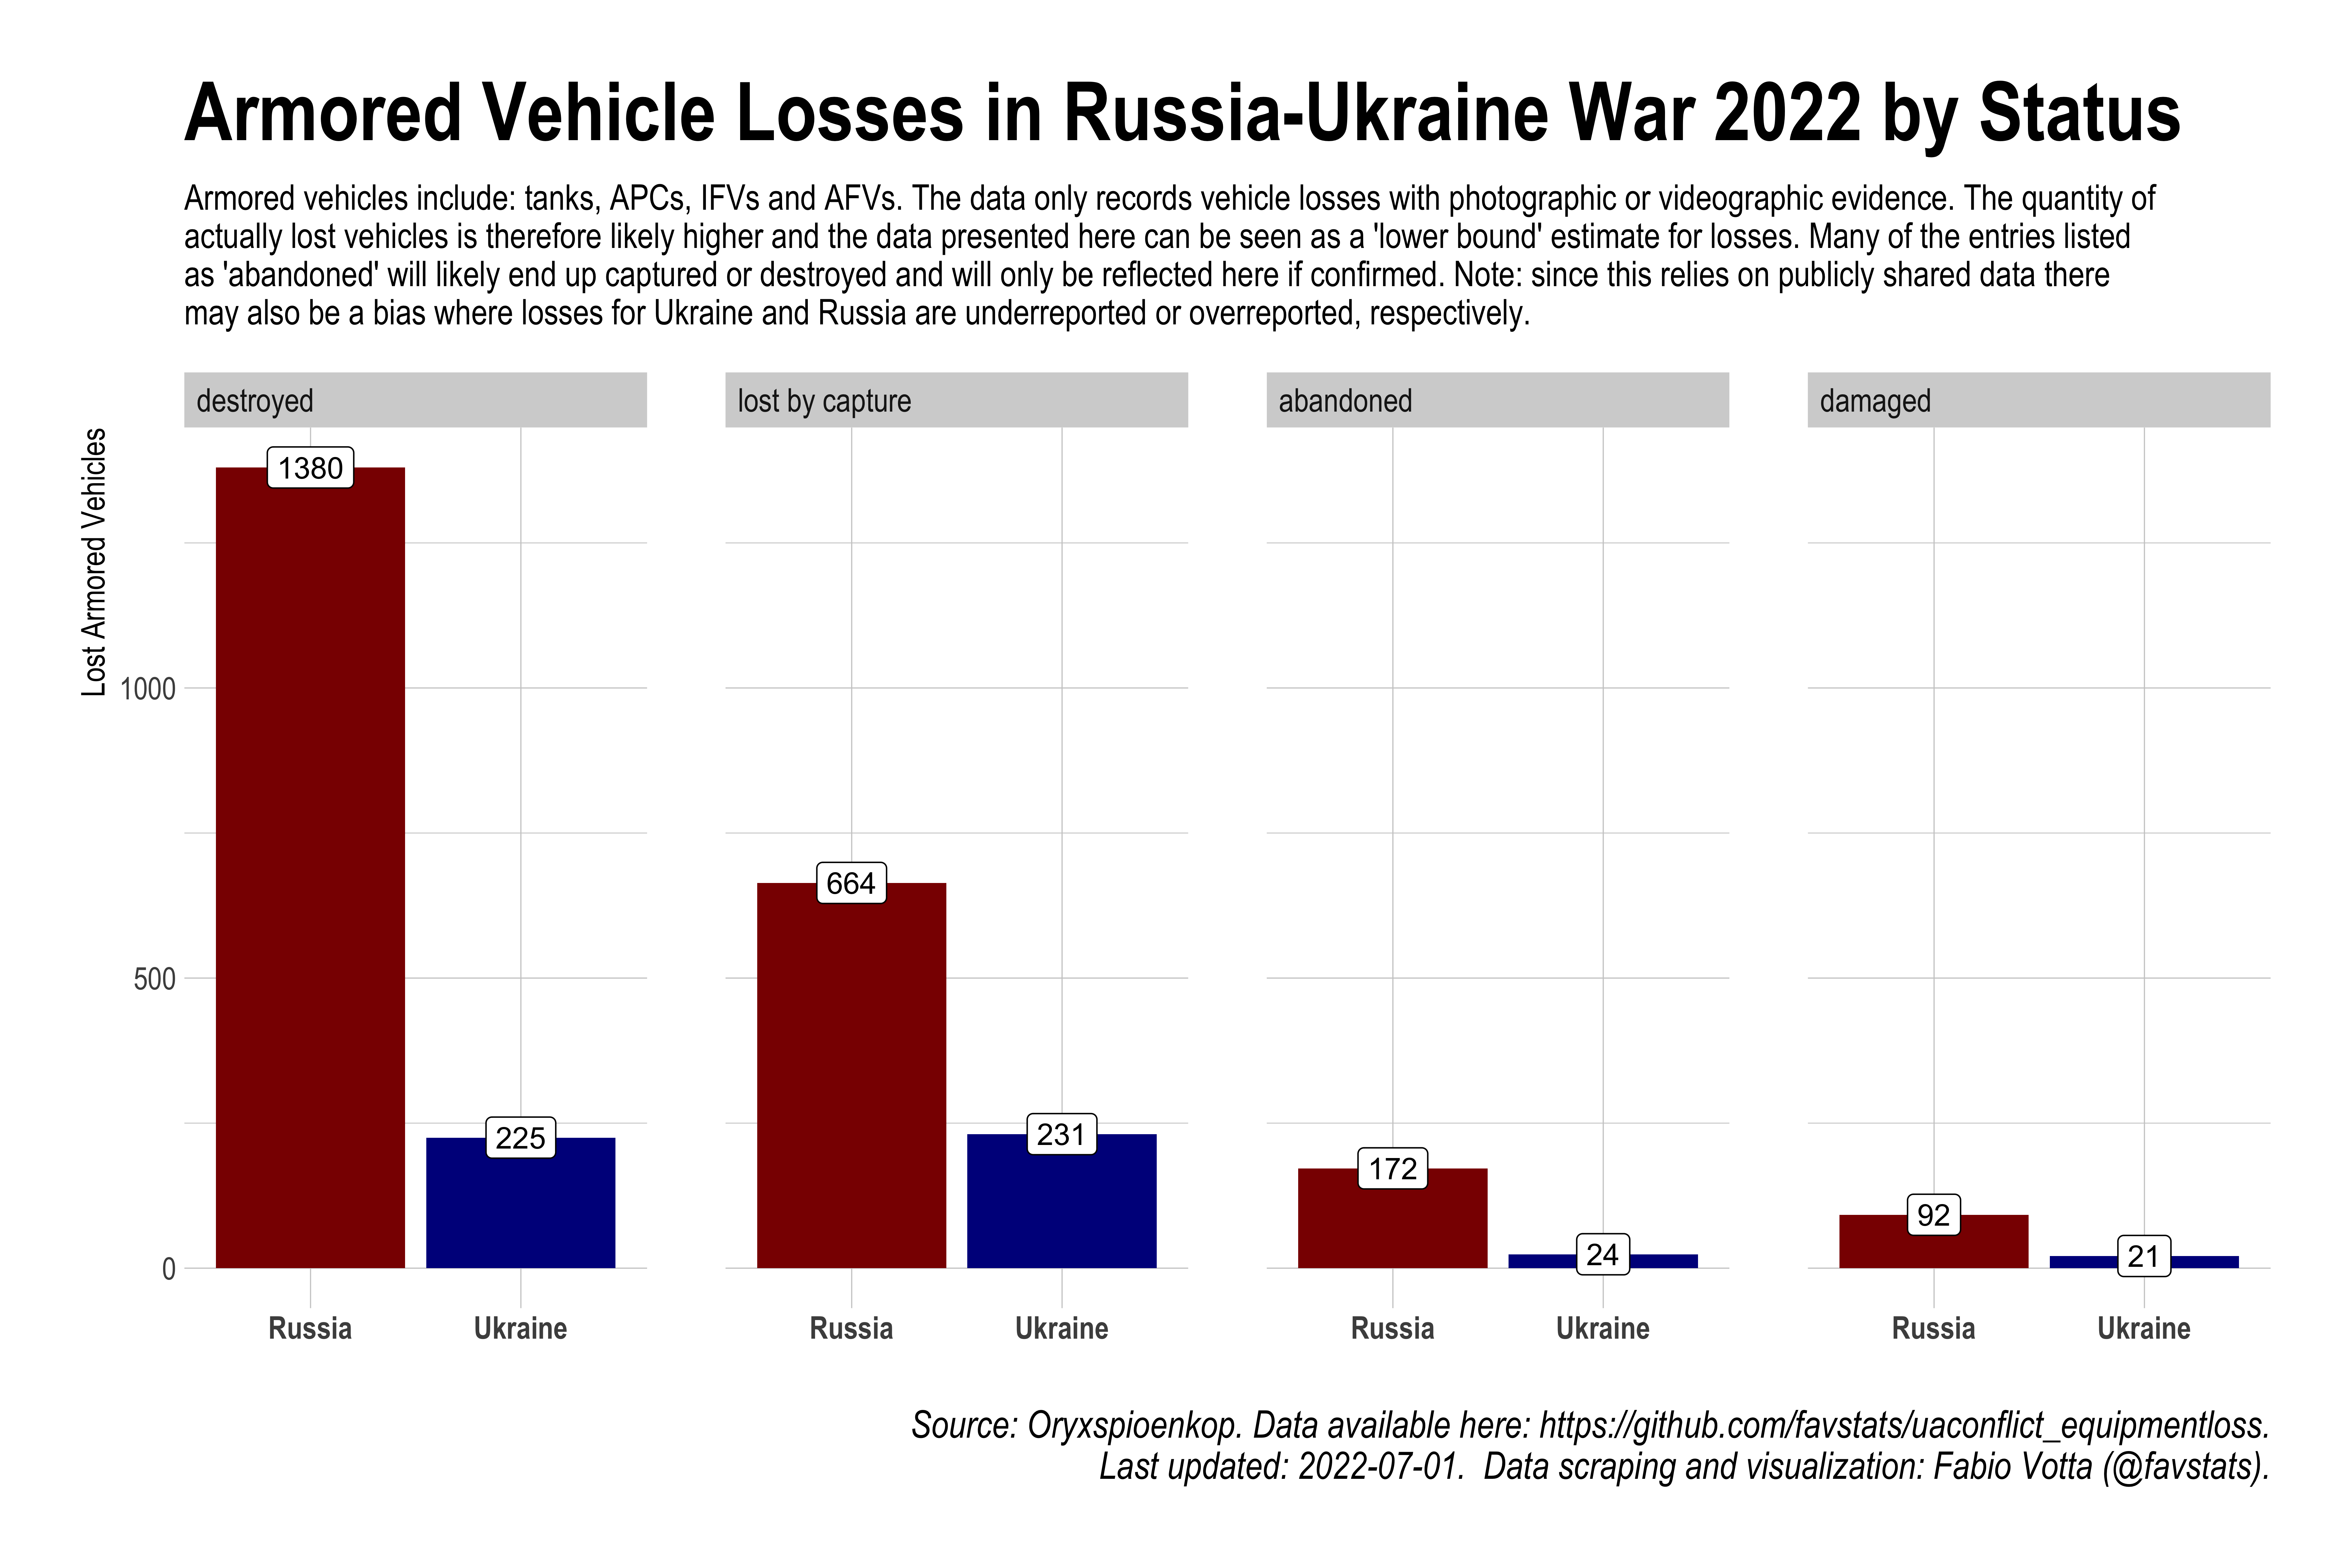 Armored Vehicle Losses in Russia-Ukraine War 2022 by Status
Armored vehicles include: tanks, APCs, IFVs and AFVs. The data only records vehicle losses with photographic or videographic evidence. The quantity of
actually lost vehicles is therefore likely higher and the data presented here can be seen as a 'lower bound' estimate for losses. Many of the entries listed
as 'abandoned' will likely end up captured or destroyed and will only be reflected here if confirmed. Note: since this relies on publicly shared data there
may also be a bias where losses for Ukraine and Russia are underreported or overreported, respectively.
Lost Armored Vehicles
1000
500
0
destroyed
1380
225
Russia
Ukraine
lost by capture
664
231
Russia
Ukraine
abandoned
172
24
Russia
Ukraine
damaged
92
21
Russia
Ukraine
Source: Oryxspioenkop. Data available here: https://github.com/favstats/uaconflict_equipmentloss.
Last updated: 2022-07-01.  Data scraping and visualization: Fabio Votta (@favstats).